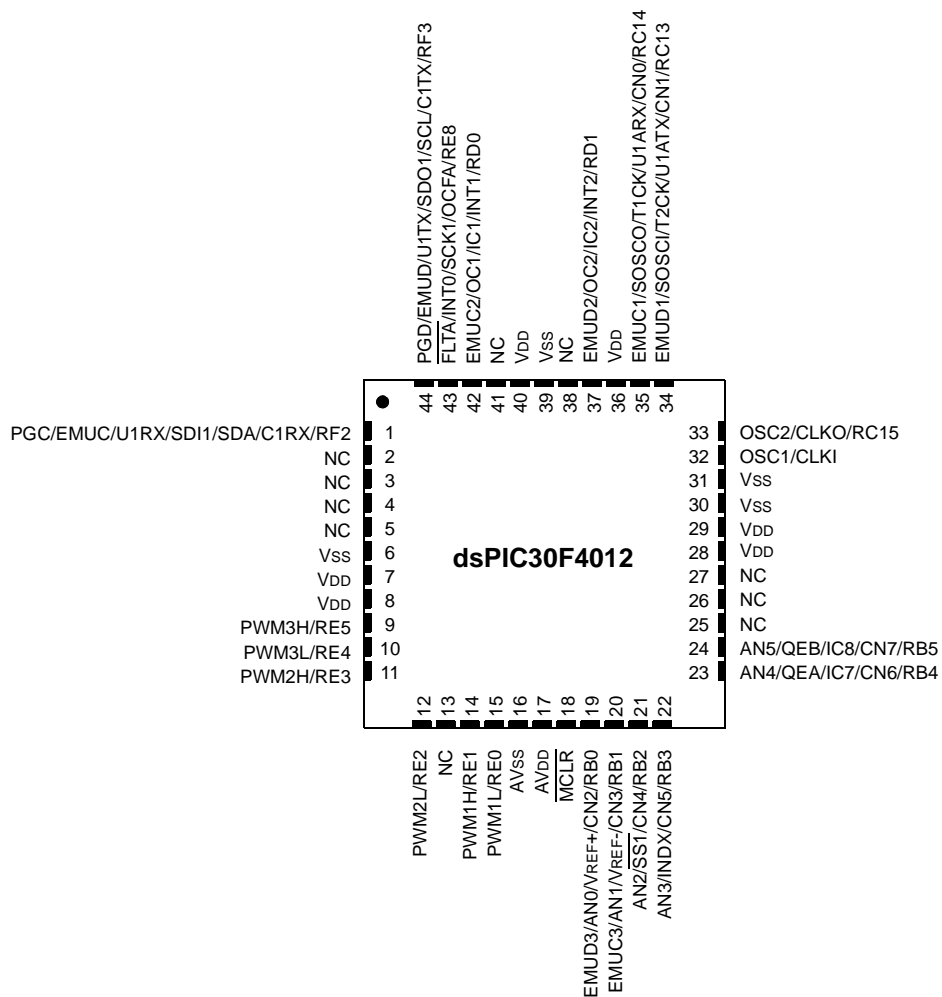 PGD/EMUD/U1TX/SDO1/SCL/C1TX/RF3
FLTA/INT0/SCK1/OCFA/RE8
EMUC2/OC1/IC1/INT1/RD0
NC
VDD
VSS
NC
EMUD2/OC2/IC2/INT2/RD1
VDD
EMUC1/SOSCO/T1CK/U1ARX/CN0/RC14
EMUD1/SOSCI/T2CK/U1ATX/CN1/RC13
44 43 42 41 40 39 38 37 36 35 34
PGC/EMUC/U1RX/SDI1/SDA/C1RX/RF2 1
NC 2
NC 3
NC 4
NC 5
VSS 6
VDD 7
VDD 8
PWM3H/RE5 9
PWM3L/RE4 10
PWM2H/RE3 11
dsPIC30F4012
33 OSC2/CLKO/RC15
32 OSC1/CLKI
31 VSS
30 VSS
29 VDD
28 VDD
27 NC
26 NC
25 NC
24 AN5/QEB/IC8/CN7/RB5
23 AN4/QEA/IC7/CN6/RB4
12 13 14 15 16 17 18 19 20 21 22
PWM2L/RE2
NC
PWM1H/RE1
PWM1L/RE0
AVSS
AVDD
MCLR
EMUD3/AN0/VREF+/CN2/RB0
EMUC3/AN1/VREF-/CN3/RB1
AN2/SS1/CN4/RB2
AN3/INDX/CN5/RB3